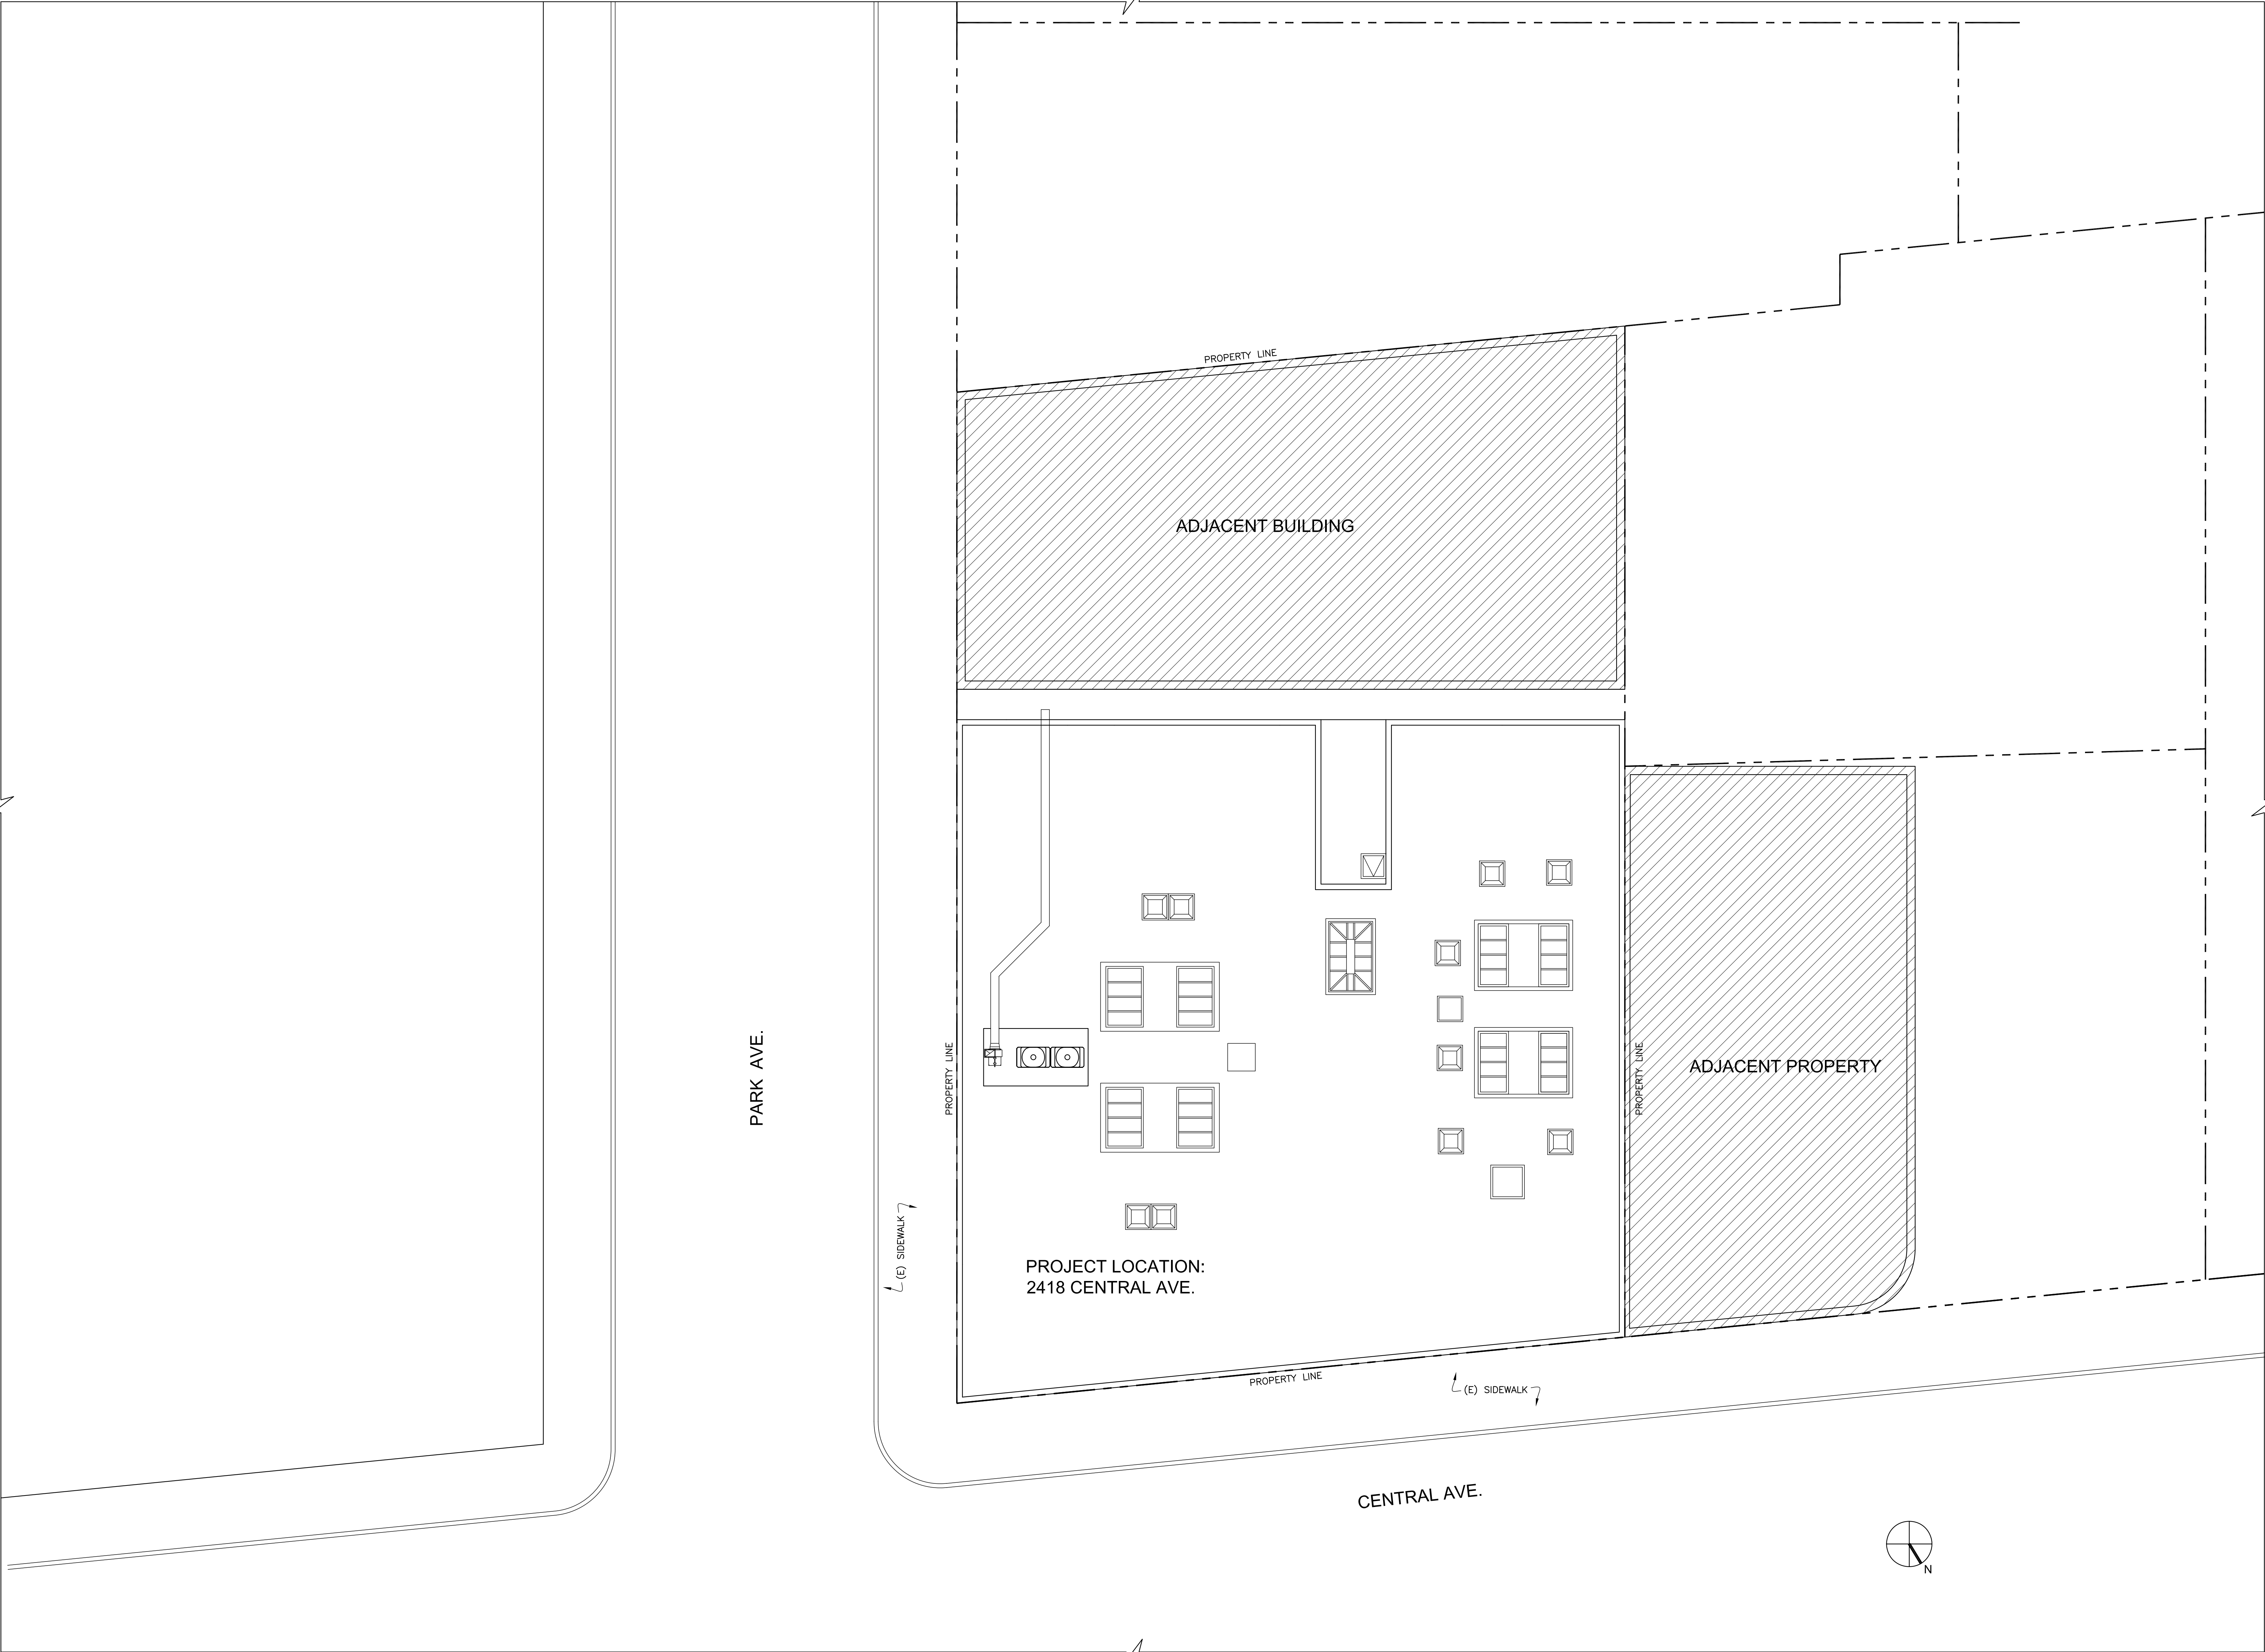 PROPERTY LINE
ADJACENT BUILDING
PARK AVE.
PROPERTY LINE
PROPERTY LINE
ADJACENT PROPERTY
(E) SIDEWALK
PROJECT LOCATION:
2418 CENTRAL AVE.
PROPERTY LINE
(E) SIDEWALK
CENTRAL AVE.
N